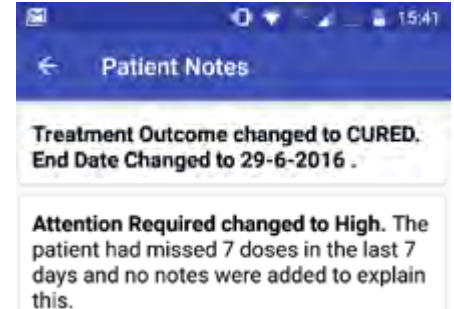 15:41
Patient Notes
Treatment Outcome changed to CURED.
End Date Changed to 29-6-2016 .
Attention Required changed to High. The
patient had missed 7 doses in the last 7
days and no notes were added to explain
this.